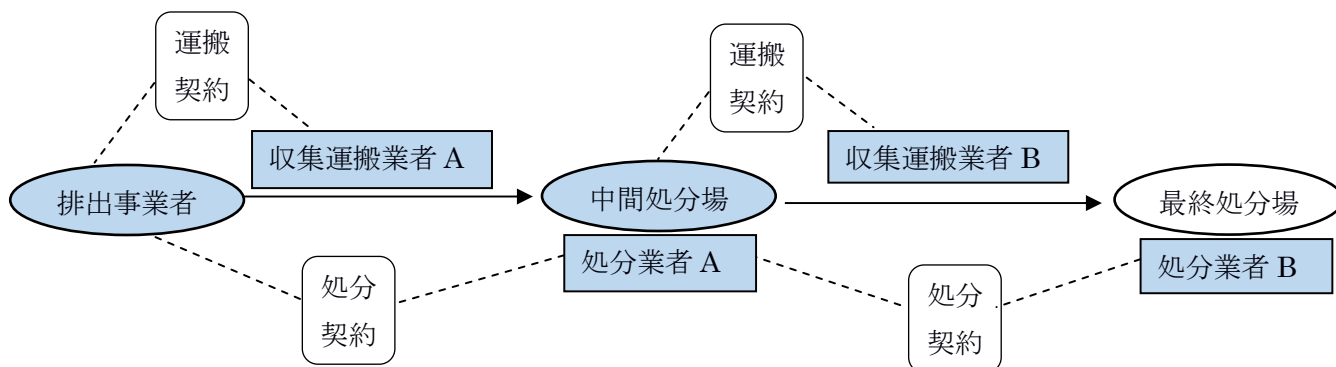 運搬
契約
運搬
契約
収集運搬業者 A
収集運搬業者 B
排出事業者
中間処分場
最終処分場
処分業者 A
処分業者 B
処分
契約
処分
契約